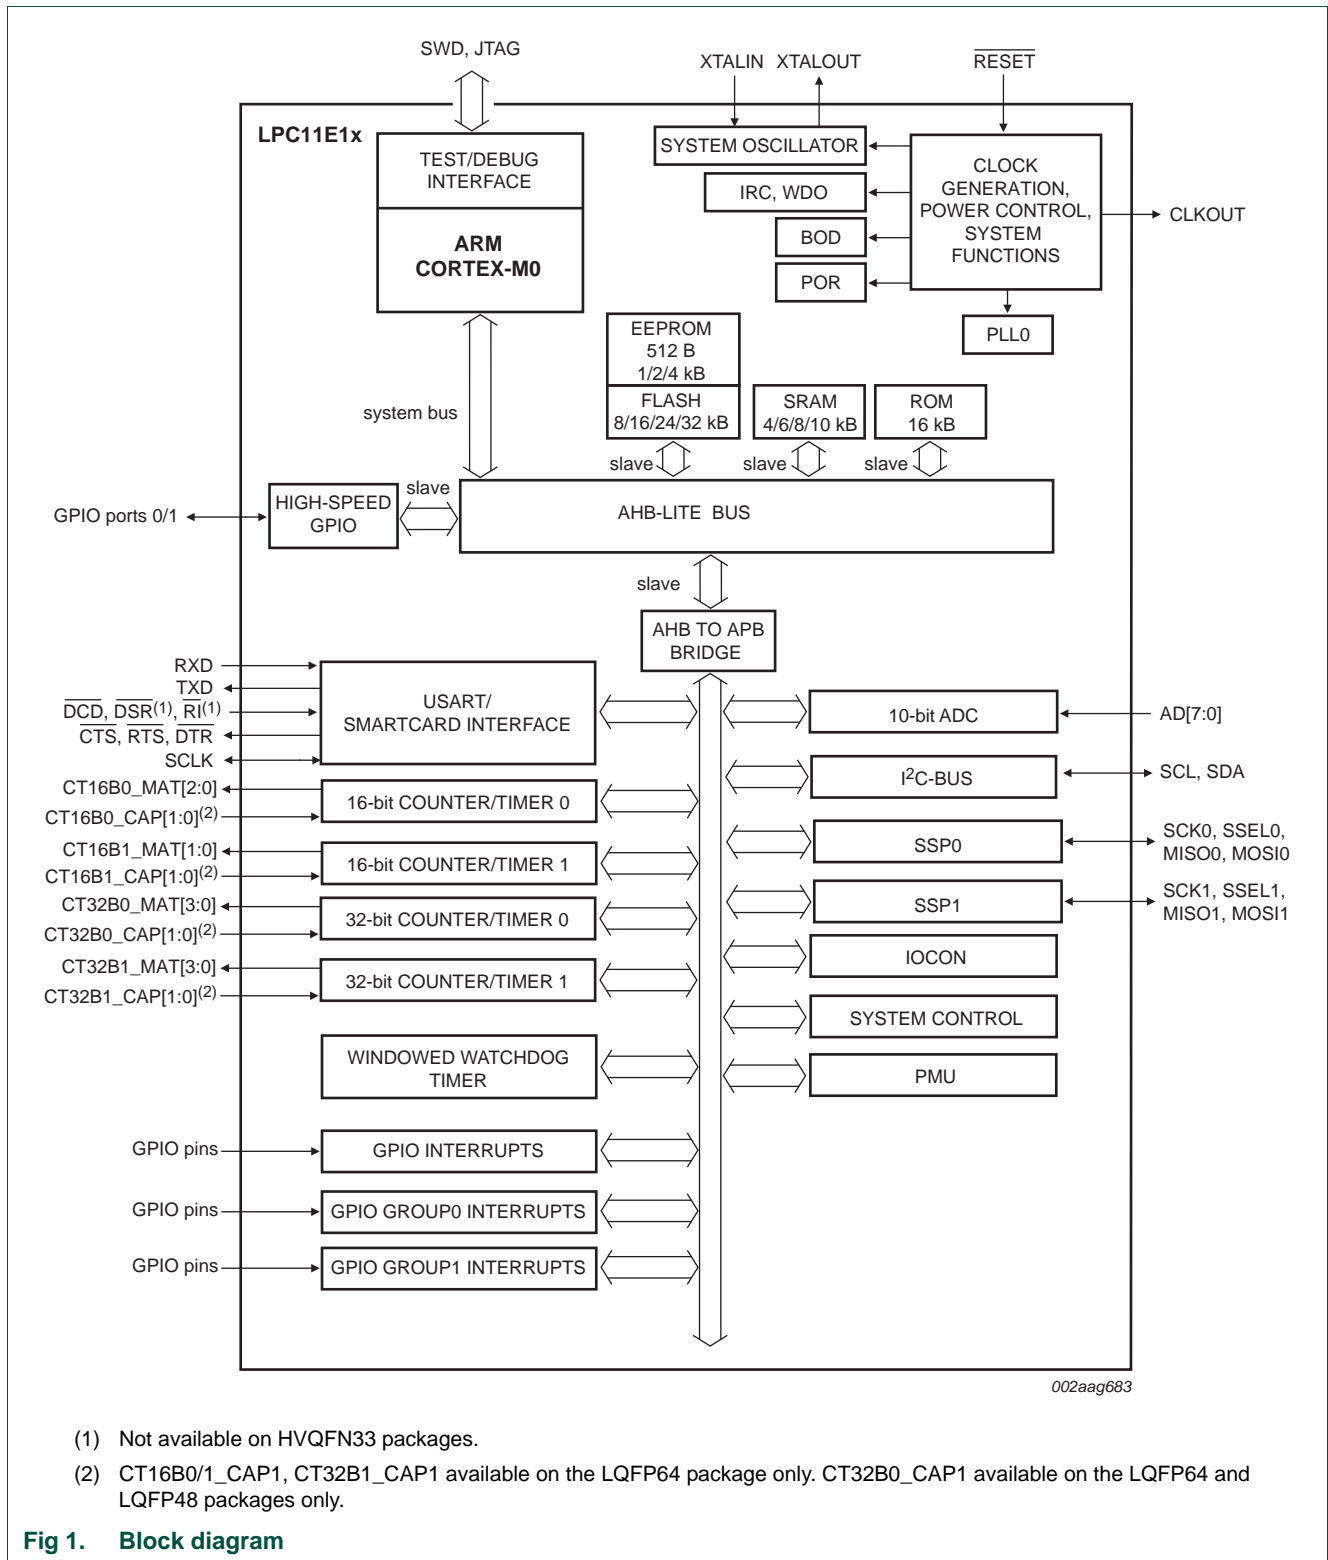 SWD, JTAG
XTALIN XTALOUT
RESET
LPC11E1x
TEST/DEBUG
INTERFACE
ARM
CORTEX-M0
SYSTEM OSCILLATOR
IRC, WDO
BOD
POR
CLOCK
GENERATION,
POWER CONTROL,
SYSTEM
FUNCTIONS
CLKOUT
PLL0
EEPROM
512 B
1/2/4 kB
FLASH
8/16/24/32 kB
SRAM
4/6/8/10 kB
ROM
16 kB
system bus
slave
slave
slave
slave
GPIO ports 0/1
HIGH-SPEED
GPIO
AHB-LITE BUS
slave
AHB TO APB
BRIDGE
RXD
TXD
DCD, DSR(1), RI(1)
CTS, RTS, DTR
SCLK
USART/
SMARTCARD INTERFACE
CT16B0_MAT[2:0]
CT16B0_CAP[1:0](2)
16-bit COUNTER/TIMER 0
CT16B1_MAT[1:0]
CT16B1_CAP[1:0](2)
16-bit COUNTER/TIMER 1
CT32B0_MAT[3:0]
CT32B0_CAP[1:0](2)
32-bit COUNTER/TIMER 0
CT32B1_MAT[3:0]
CT32B1_CAP[1:0](2)
32-bit COUNTER/TIMER 1
WINDOWED WATCHDOG
TIMER
GPIO pins
GPIO INTERRUPTS
GPIO pins
GPIO GROUP0 INTERRUPTS
GPIO pins
GPIO GROUP1 INTERRUPTS
10-bit ADC
AD[7:0]
I2C-BUS
SCL, SDA
SSP0
SCK0, SSEL0,
MISO0, MOSI0
SSP1
SCK1, SSEL1,
MISO1, MOSI1
IOCON
SYSTEM CONTROL
PMU
002aag683
(1) Not available on HVQFN33 packages.
(2) CT16B0/1_CAP1, CT32B1_CAP1 available on the LQFP64 package only. CT32B0_CAP1 available on the LQFP64 and
LQFP48 packages only.
Fig 1. Block diagram